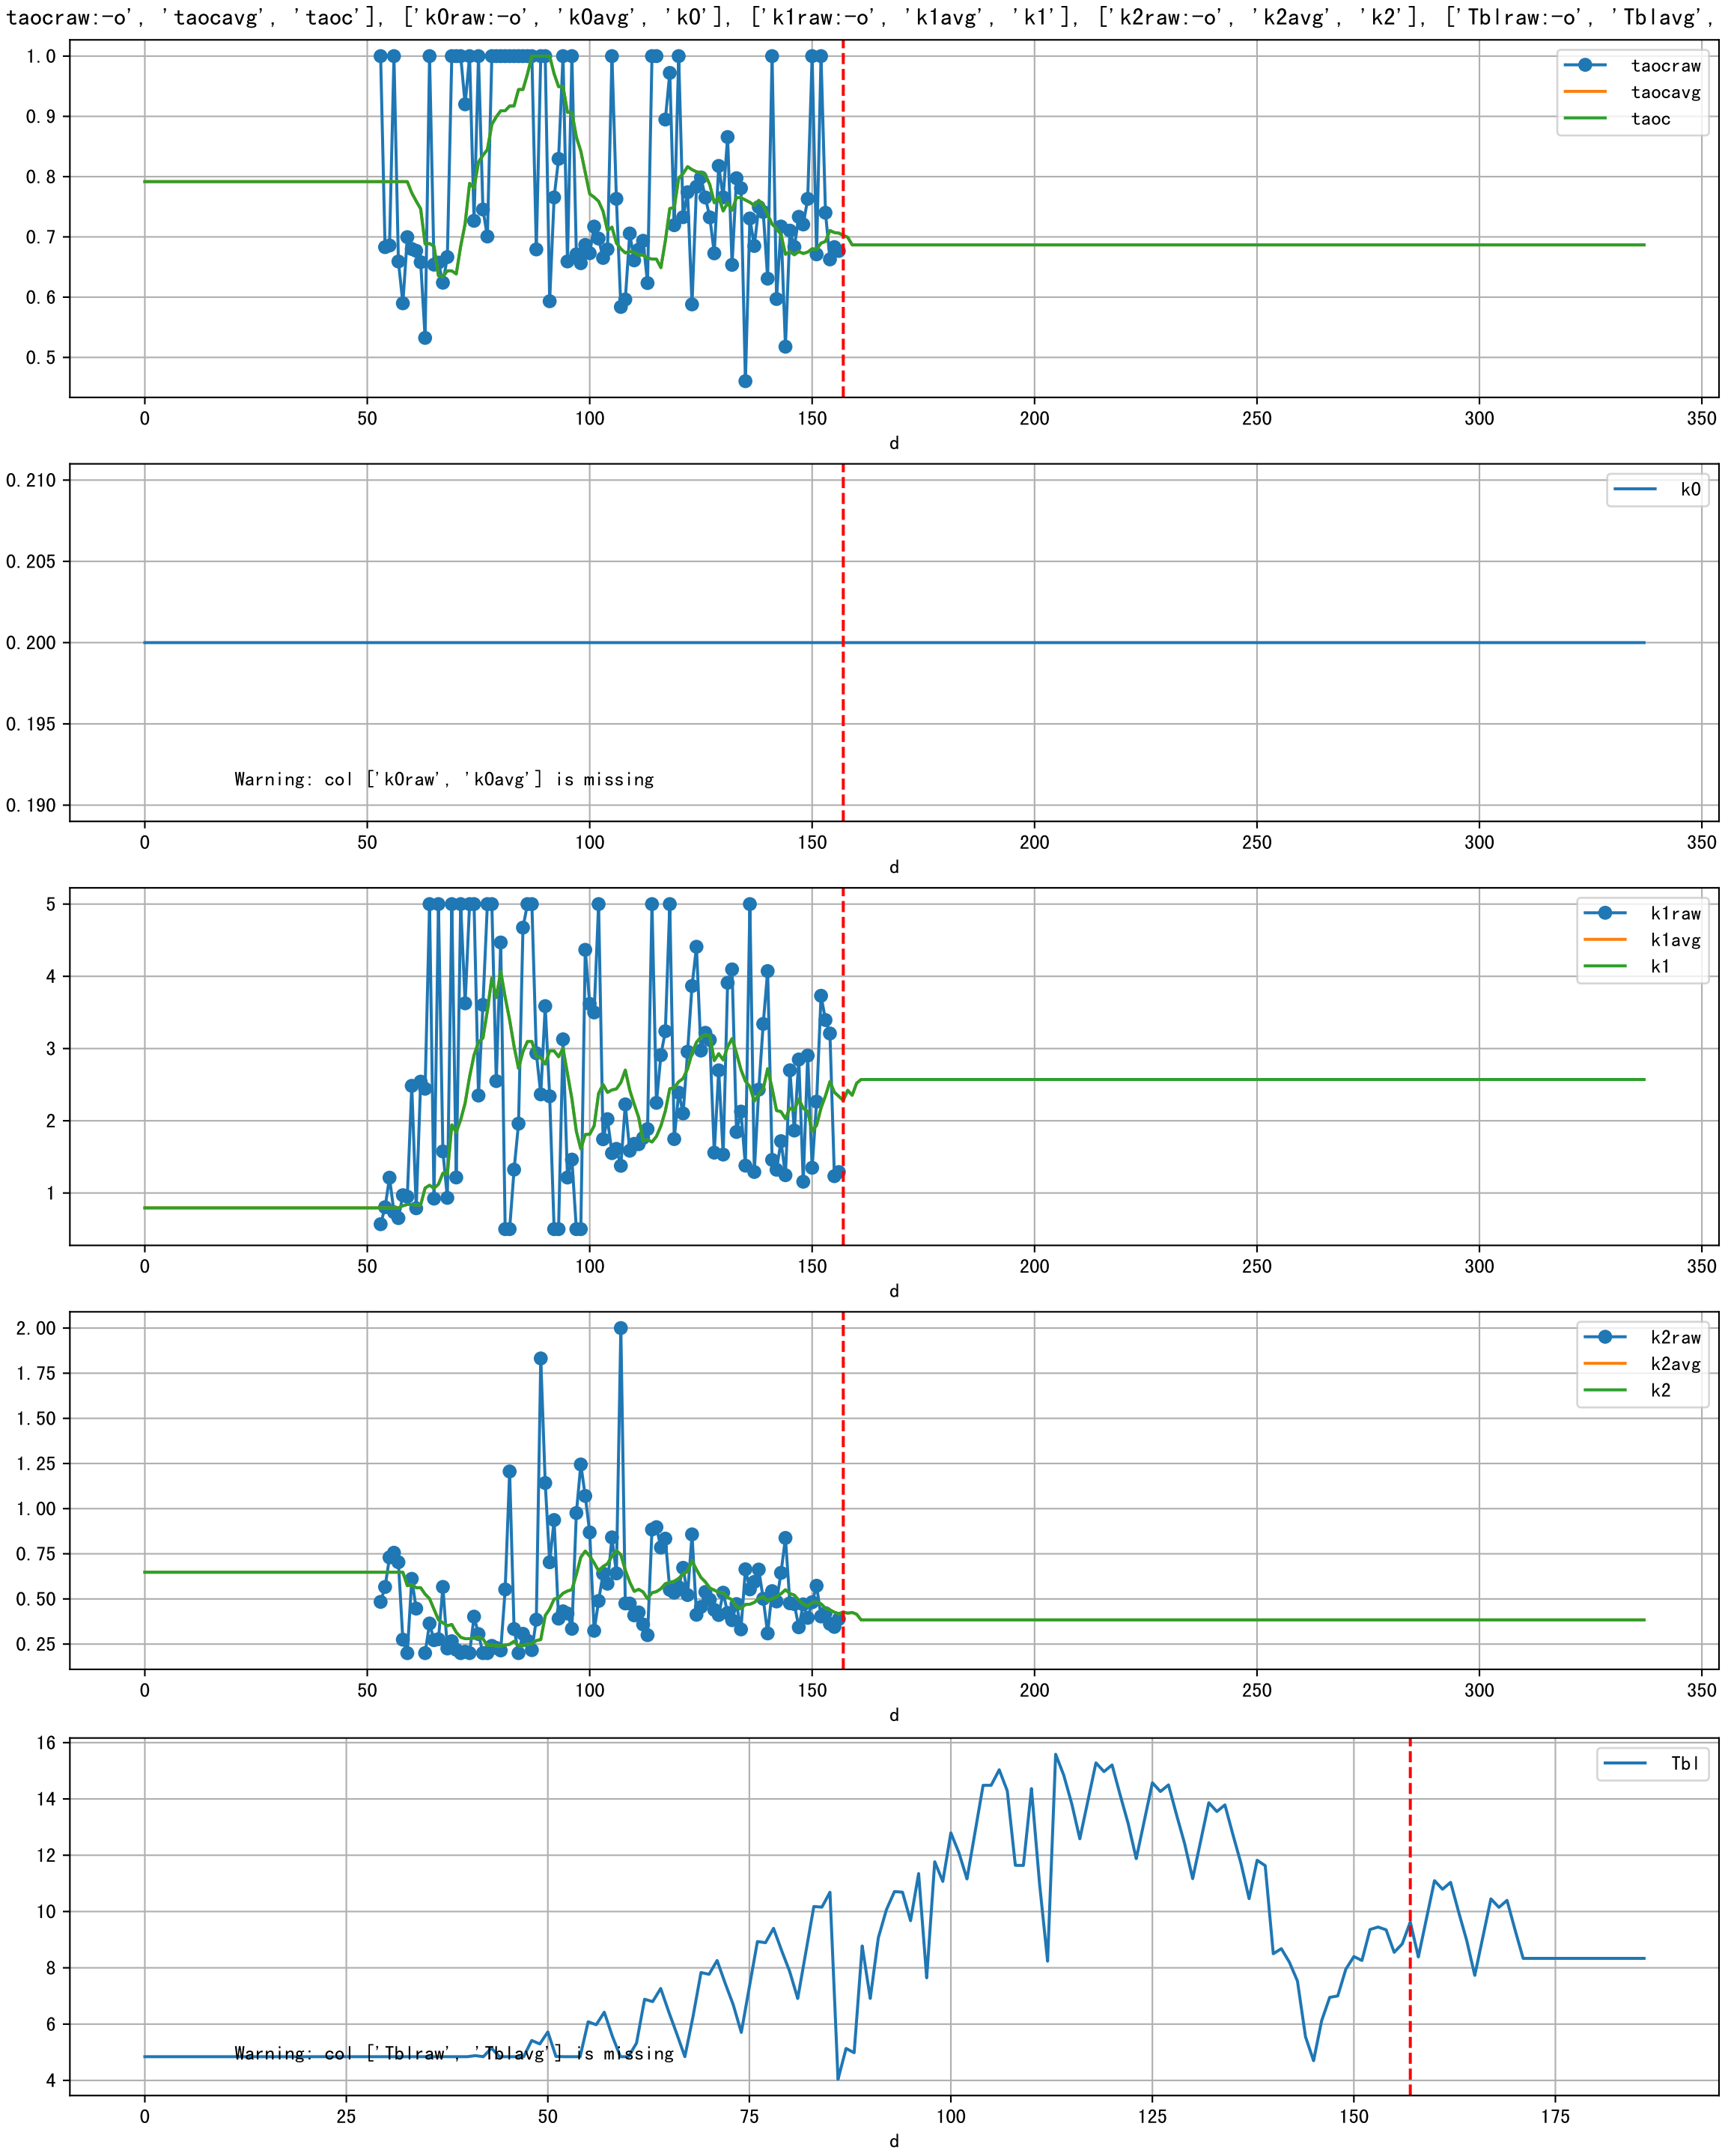 taocraw:-o', 'taocavg', 'taoc'], ['k0raw:-o', 'k0avg', 'k0'], ['k1raw:-o', 'k1avg', 'k1'], ['k2raw:-o', 'k2avg', 'k2'], ['Tblraw:-o', 'Tblavg',
1.0
0.9
0.8
0.7
0.6
0.5
taocraw
taocavg
taoc
0 50 100 150 200 250 300 350
d
0.210
0.205
0.200
0.195
0.190
k0
Warning: col ['k0raw', 'k0avg'] is missing
0 50 100 150 200 250 300 350
d
5
4
3
2
1
k1raw
k1avg
k1
0 50 100 150 200 250 300 350
d
2.00
1.75
1.50
1.25
1.00
0.75
0.50
0.25
k2raw
k2avg
k2
0 50 100 150 200 250 300 350
d
16
14
12
10
8
6
4
Tbl
Warning: col ['Tblraw', 'Tblavg'] is missing
0 25 50 75 100 125 150 175
d